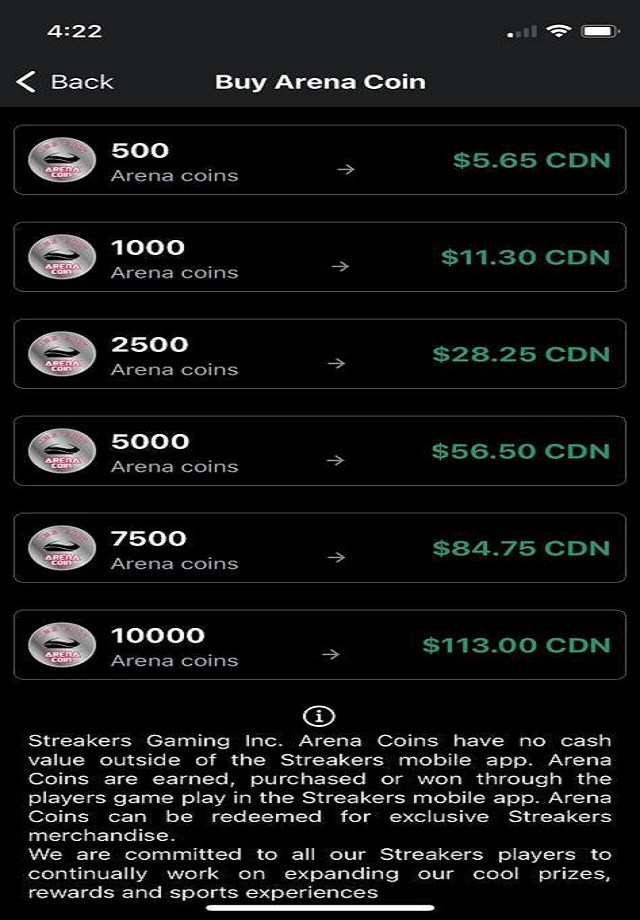 4:22
Back
Buy Arena Coin
500
Arena coins
→
$5.65 CDN
ARENA
COIN
1000
Arena coins
→
$11.30 CDN
ARENA
COIN
2500
Arena coins
→
$28.25 CDN
ARENA
COIN
5000
Arena coins
→
$56.50 CDN
ARENA
COIN
7500
Arena coins
→
$84.75 CDN
ARENA
COIN
10000
Arena coins
→
$113.00 CDN
ARENA
COIN
Streakers Gaming Inc. Arena Coins have no cash
value outside of the Streakers mobile app. Arena
Coins are earned, purchased or won through the
players game play in the Streakers mobile app. Arena
Coins can be redeemed for exclusive Streakers
merchandise.
We are committed to all our Streakers players to
continually work on expanding our cool prizes,
rewards and sports experiences